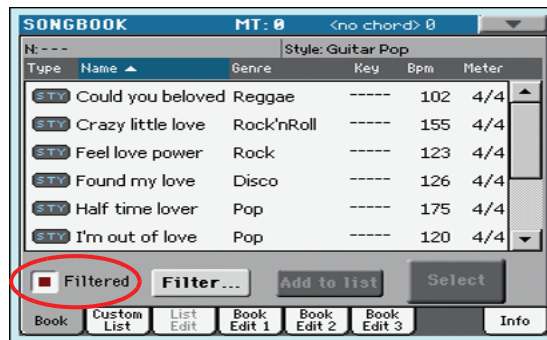 SONGBOOK MT: 0 <no chord> 0
N: --- Style: Guitar Pop
Type Name Genre Key Bpm Meter
STY Could you beloved Reggae ----- 102 4/4
STY Crazy little love Rock'nRoll ----- 155 4/4
STY Feel love power Rock ----- 123 4/4
STY Found my love Disco ----- 126 4/4
STY Half time lover Pop ----- 175 4/4
STY I'm out of love Pop ----- 120 4/4
Filtered Filter... Add to list Select
Book Custom List List Edit Book Edit 1 Book Edit 2 Book Edit 3 Info